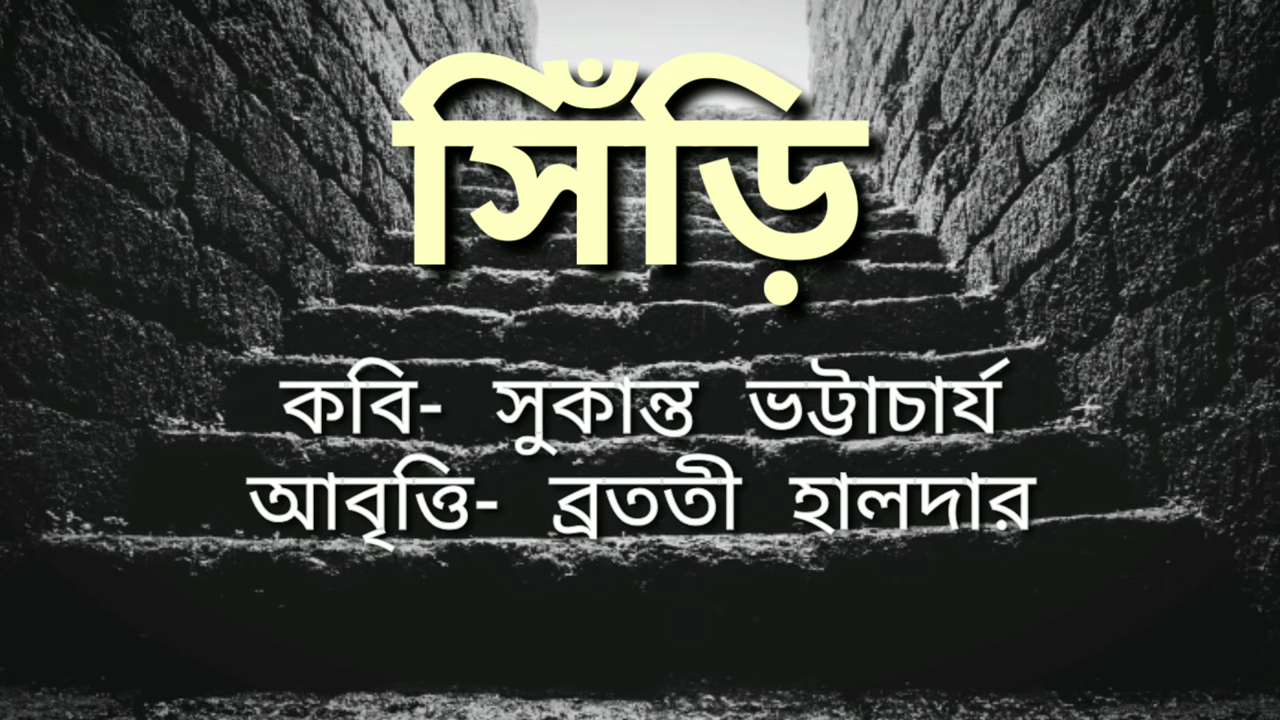 সিঁড়ি
কবি- সুকান্ত ভট্টাচার্য
আবৃত্তি- ব্রততী হালদার